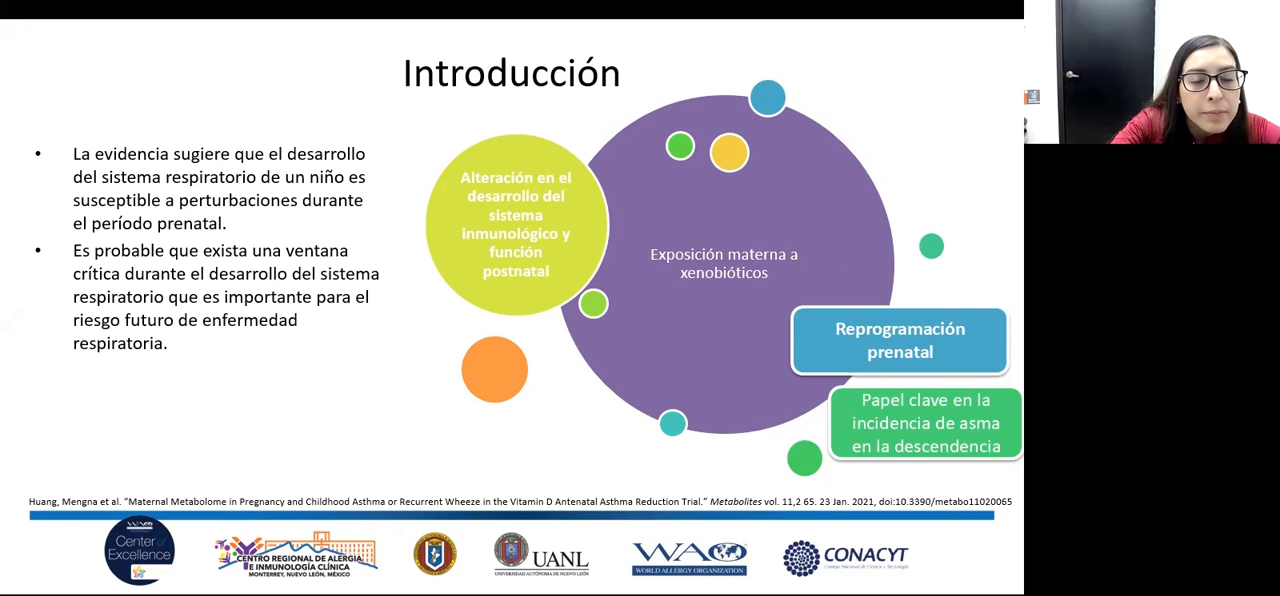 Introducción
• La evidencia sugiere que el desarrollo
del sistema respiratorio de un niño es
susceptible a perturbaciones durante
el período prenatal.
• Es probable que exista una ventana
crítica durante el desarrollo del sistema
respiratorio que es importante para el
riesgo futuro de enfermedad
respiratoria.
Alteración en el
desarrollo del
sistema
inmunológico y
función
postnatal
Exposición materna a
xenobióticos
Reprogramación
prenatal
Papel clave en la
incidencia de asma
en la descendencia
Huang, Mengna et al. “Maternal Metabolome in Pregnancy and Childhood Asthma or Recurrent Wheeze in the Vitamin D Antenatal Asthma Reduction Trial.” Metabolites vol. 11,2 65. 23 Jan. 2021, doi:10.3390/metabo11020065
WAO
Center of
Excellence
CENTRO REGIONAL DE ALERGIA
E INMUNOLOGÍA CLÍNICA
MONTERREY, NUEVO LEÓN, MÉXICO
UANL
UNIVERSIDAD AUTÓNOMA DE NUEVO LEÓN
WAO
WORLD ALLERGY ORGANIZATION
CONACYT
Consejo Nacional de Ciencia y Tecnología